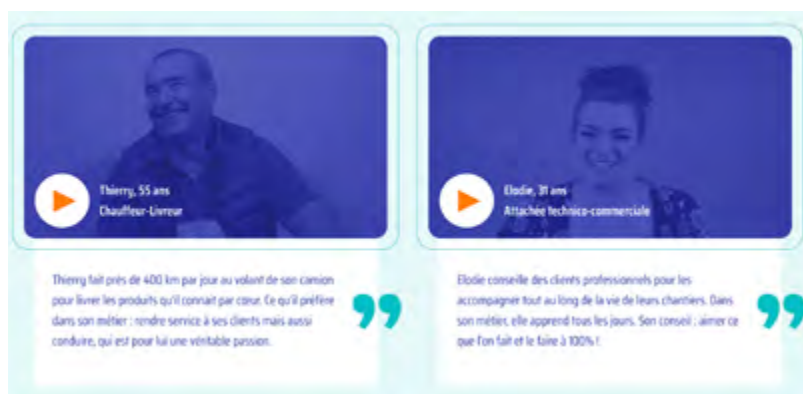 Thierry, 55 ans
Chauffeur-Livreur
Thierry fait près de 400 km par jour au volant de son camion
pour livrer les produits qu'il connait par cœur. Ce qu'il préfère
dans son métier : rendre service à ses clients mais aussi
conduire, qui est pour lui une véritable passion.
Elodie, 31 ans
Attachée technico-commerciale
Elodie conseille des clients professionnels pour les
accompagner tout au long de la vie de leurs chantiers. Dans
son métier, elle apprend tous les jours. Son conseil : aimer ce
que l'on fait et le faire à 100% !